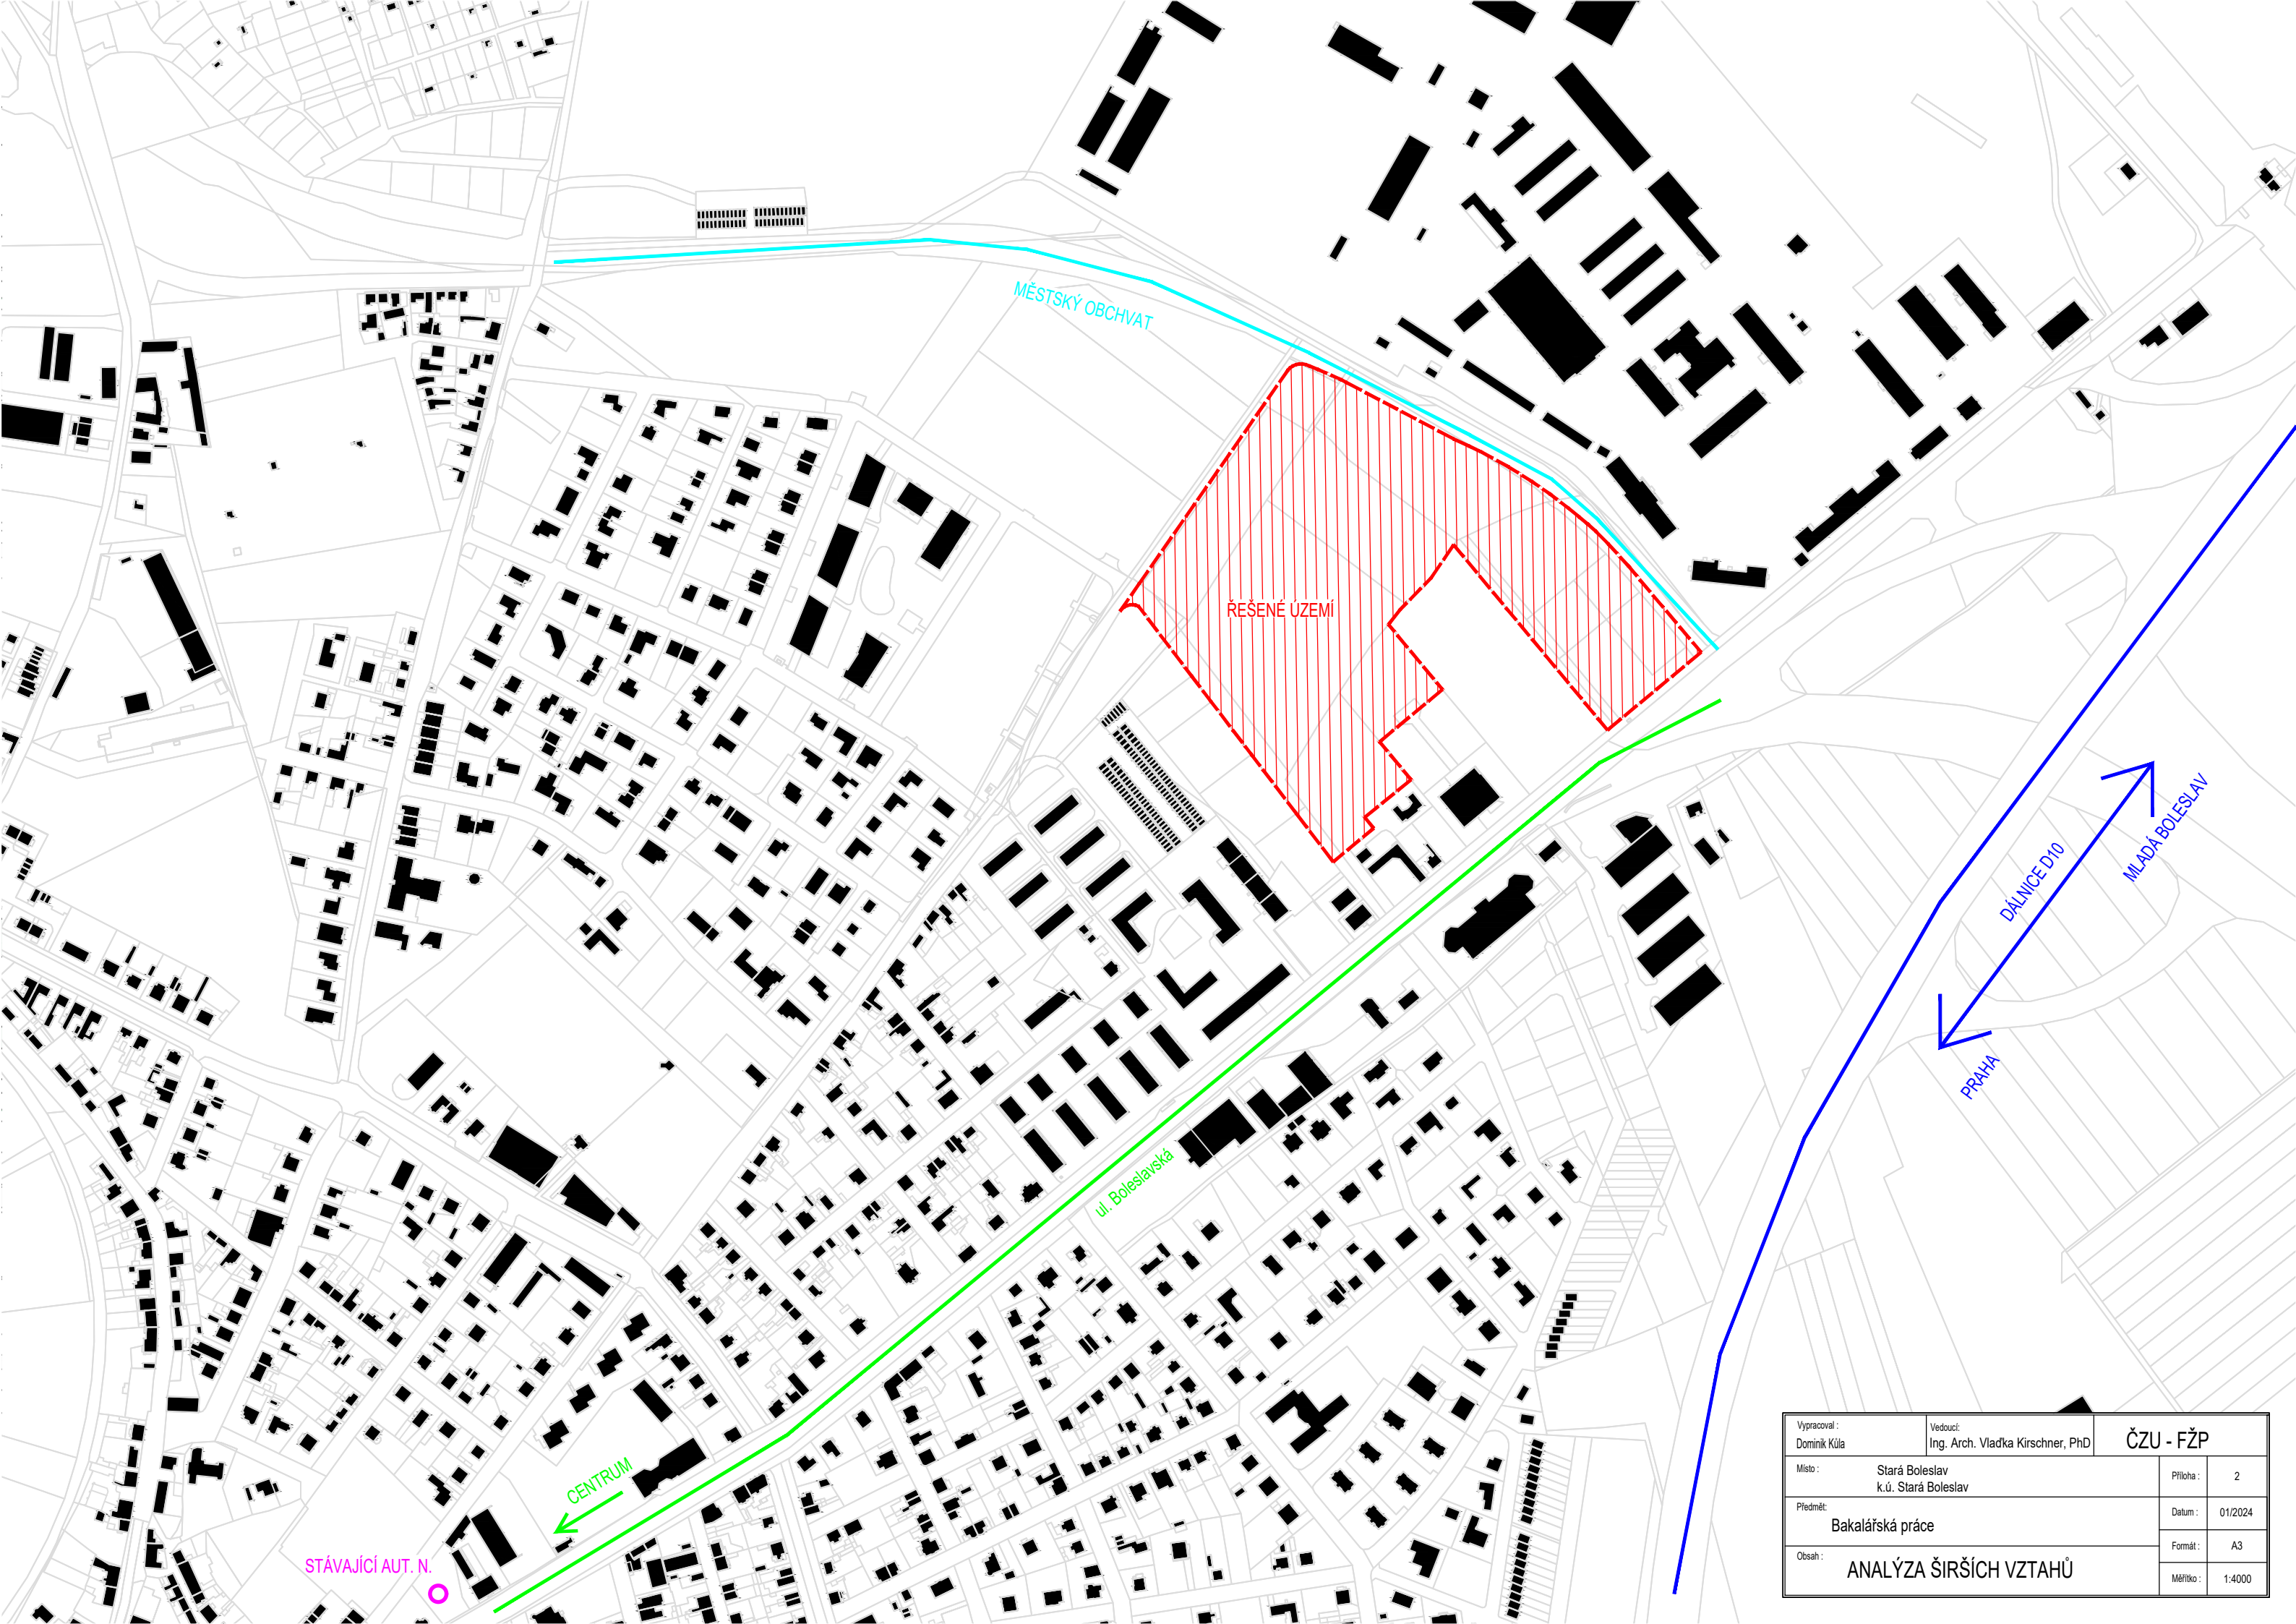 MĚSTSKÝ OBCHVAT
ŘEŠENÉ ÚZEMÍ
DÁLNICE D10
MLADÁ BOLESLAV
PRAHA
ul. Boleslavská
CENTRUM
STÁVAJÍCÍ AUT. N.
Vypracoval :
Dominik Kůla
Vedoucí:
Ing. Arch. Vlaďka Kirschner, PhD
ČZU - FŽP
Místo :
Stará Boleslav
k.ú. Stará Boleslav
Příloha :
2
Předmět:
Bakalářská práce
Datum :
01/2024
Formát :
A3
Obsah :
ANALÝZA ŠIRŠÍCH VZTAHŮ
Měřítko :
1:4000